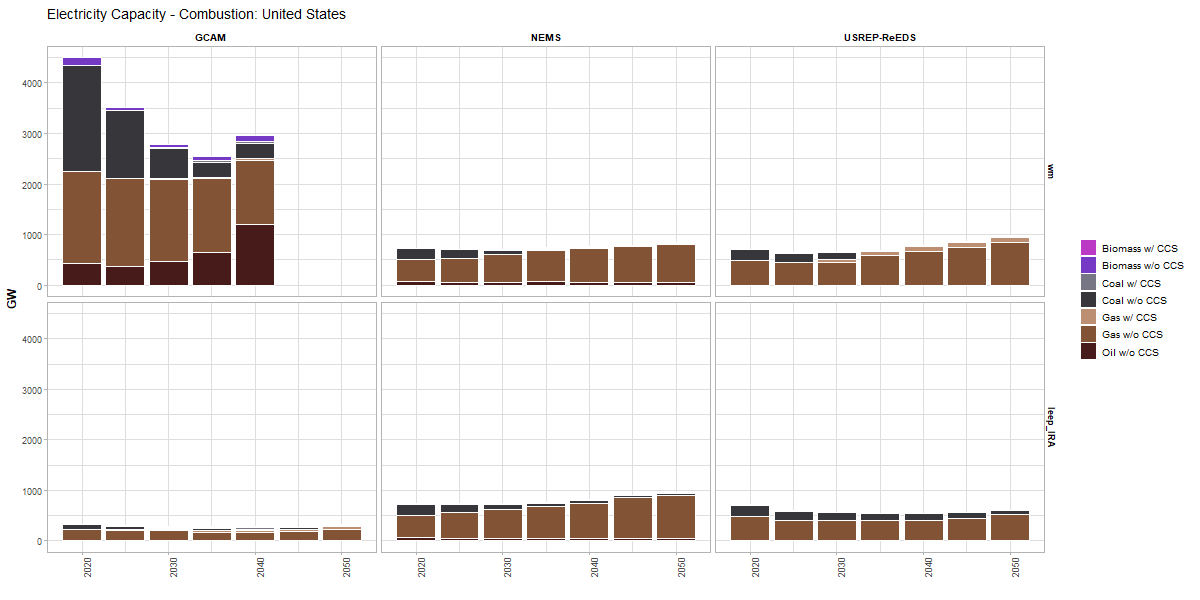 Electricity Capacity - Combustion: United States
GCAM
NEMS
USREP-ReEDS
4000
3000
2000
1000
0
wm
GW
4000
3000
2000
1000
0
leep_IRA
2020
2030
2040
2050
2020
2030
2040
2050
2020
2030
2040
2050
Biomass w/ CCS
Biomass w/o CCS
Coal w/ CCS
Coal w/o CCS
Gas w/ CCS
Gas w/o CCS
Oil w/o CCS